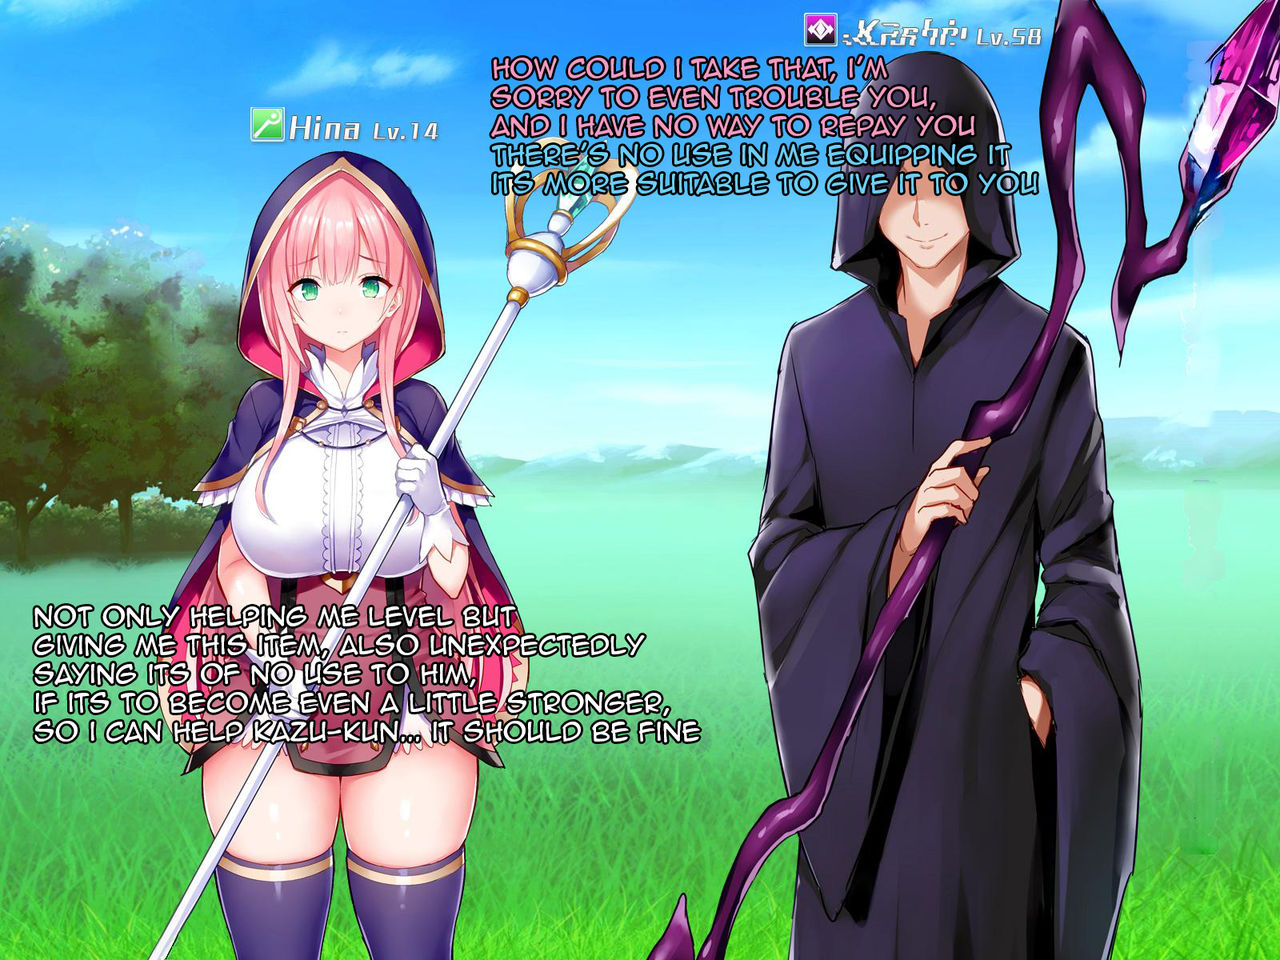 Lv.58
HOW COULD I TAKE THAT, I'M
SORRY TO EVEN TROUBLE YOU,
AND I HAVE NO WAY TO REPAY YOU
THERE'S NO USE IN ME EQUIPPING IT
ITS MORE SUITABLE TO GIVE IT TO YOU
Hina Lv.14
NOT ONLY HELPING ME LEVEL BUT
GIVING ME THIS ITEM, ALSO UNEXPECTEDLY
SAYING ITS OF NO USE TO HIM,
IF ITS TO BECOME EVEN A LITTLE STRONGER,
SO I CAN HELP KAZU-KUN... IT SHOULD BE FINE